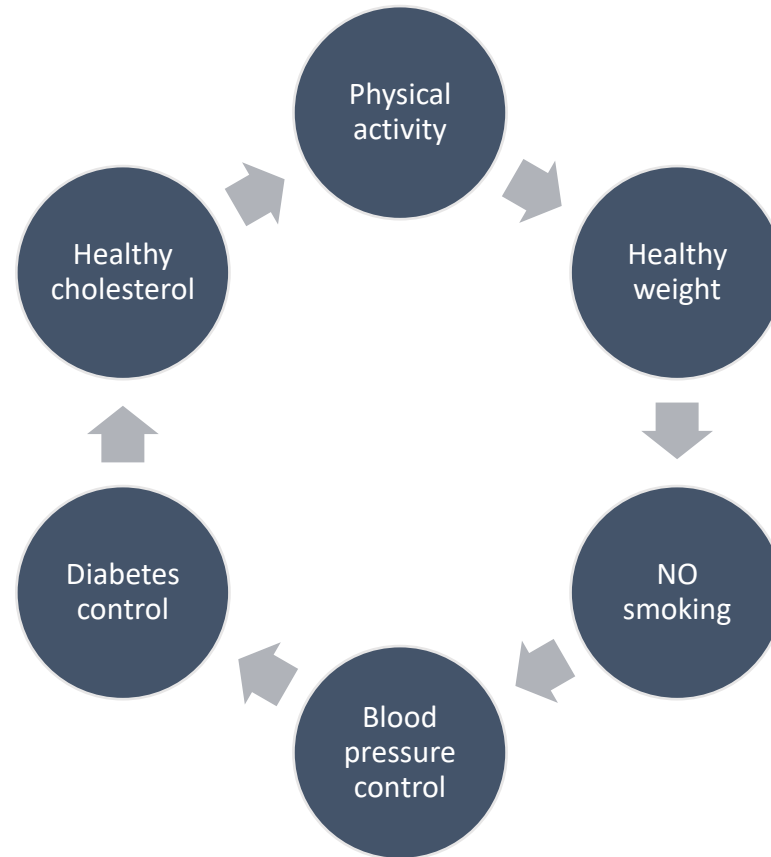 Physical
activity
Healthy
weight
NO
smoking
Blood
pressure
control
Diabetes
control
Healthy
cholesterol